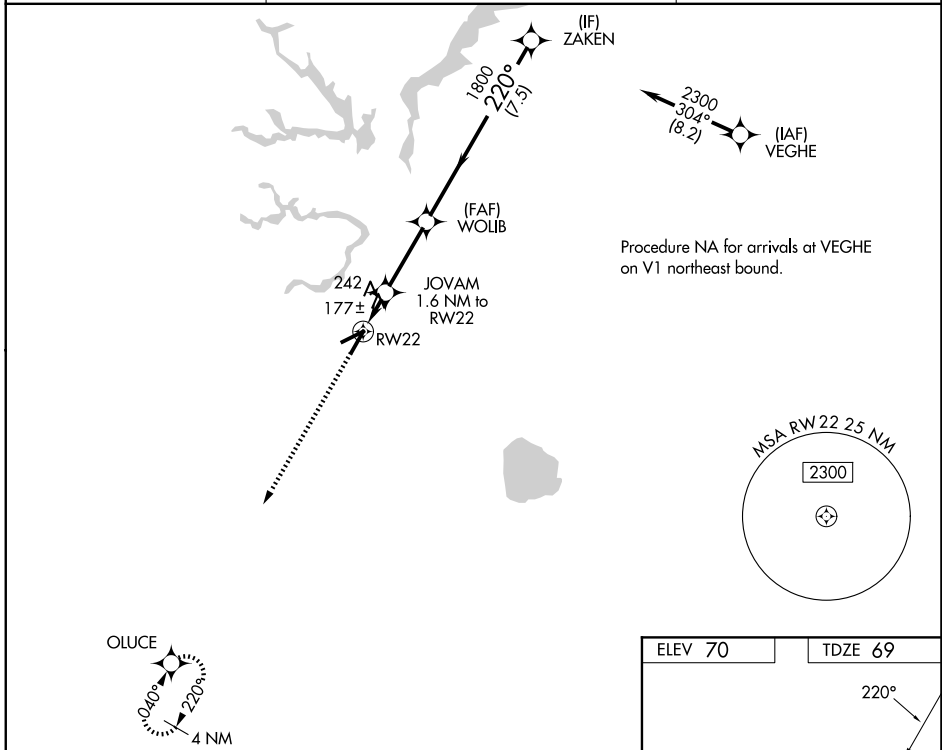 (IF)
ZAKEN
1800
220°
(7.5)
2300
304°
(8.2)
(IAF)
VEGHE
(FAF)
WOLIB
Procedure NA for arrivals at VEGHE
on V1 northeast bound.
242
177±
JOVAM
1.6 NM to
RW22
RW22
MSA RW22 25 NM
2300
OLUCE
040°
220°
4 NM
ELEV 70
TDZE 69
220°